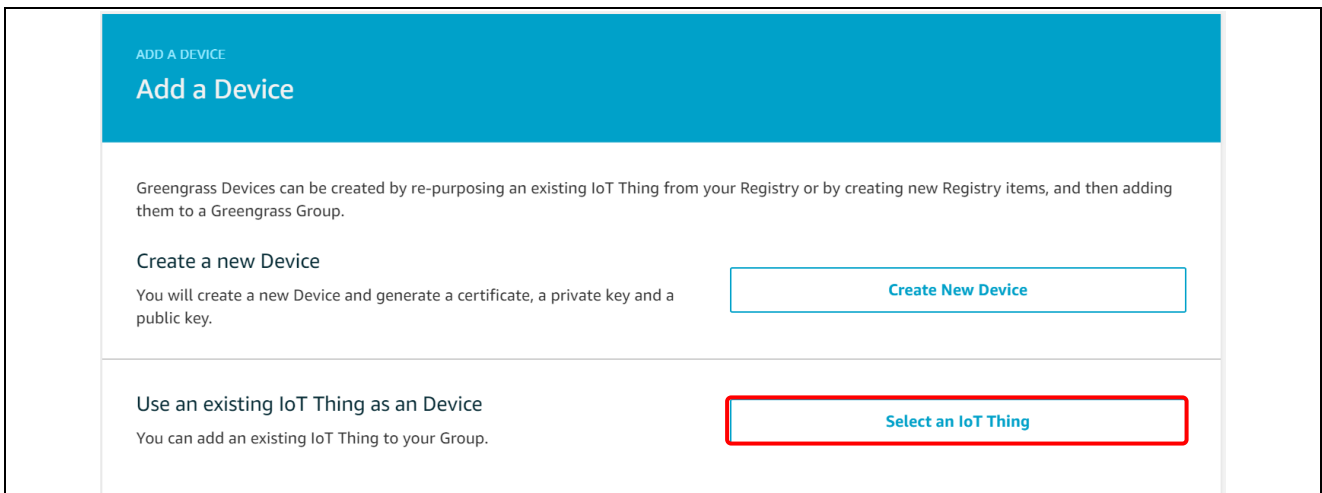 ADD A DEVICE
Add a Device
Greengrass Devices can be created by re-purposing an existing IoT Thing from your Registry or by creating new Registry items, and then adding
them to a Greengrass Group.
Create a new Device
You will create a new Device and generate a certificate, a private key and a
public key.
Create New Device
Use an existing IoT Thing as an Device
You can add an existing IoT Thing to your Group.
Select an IoT Thing